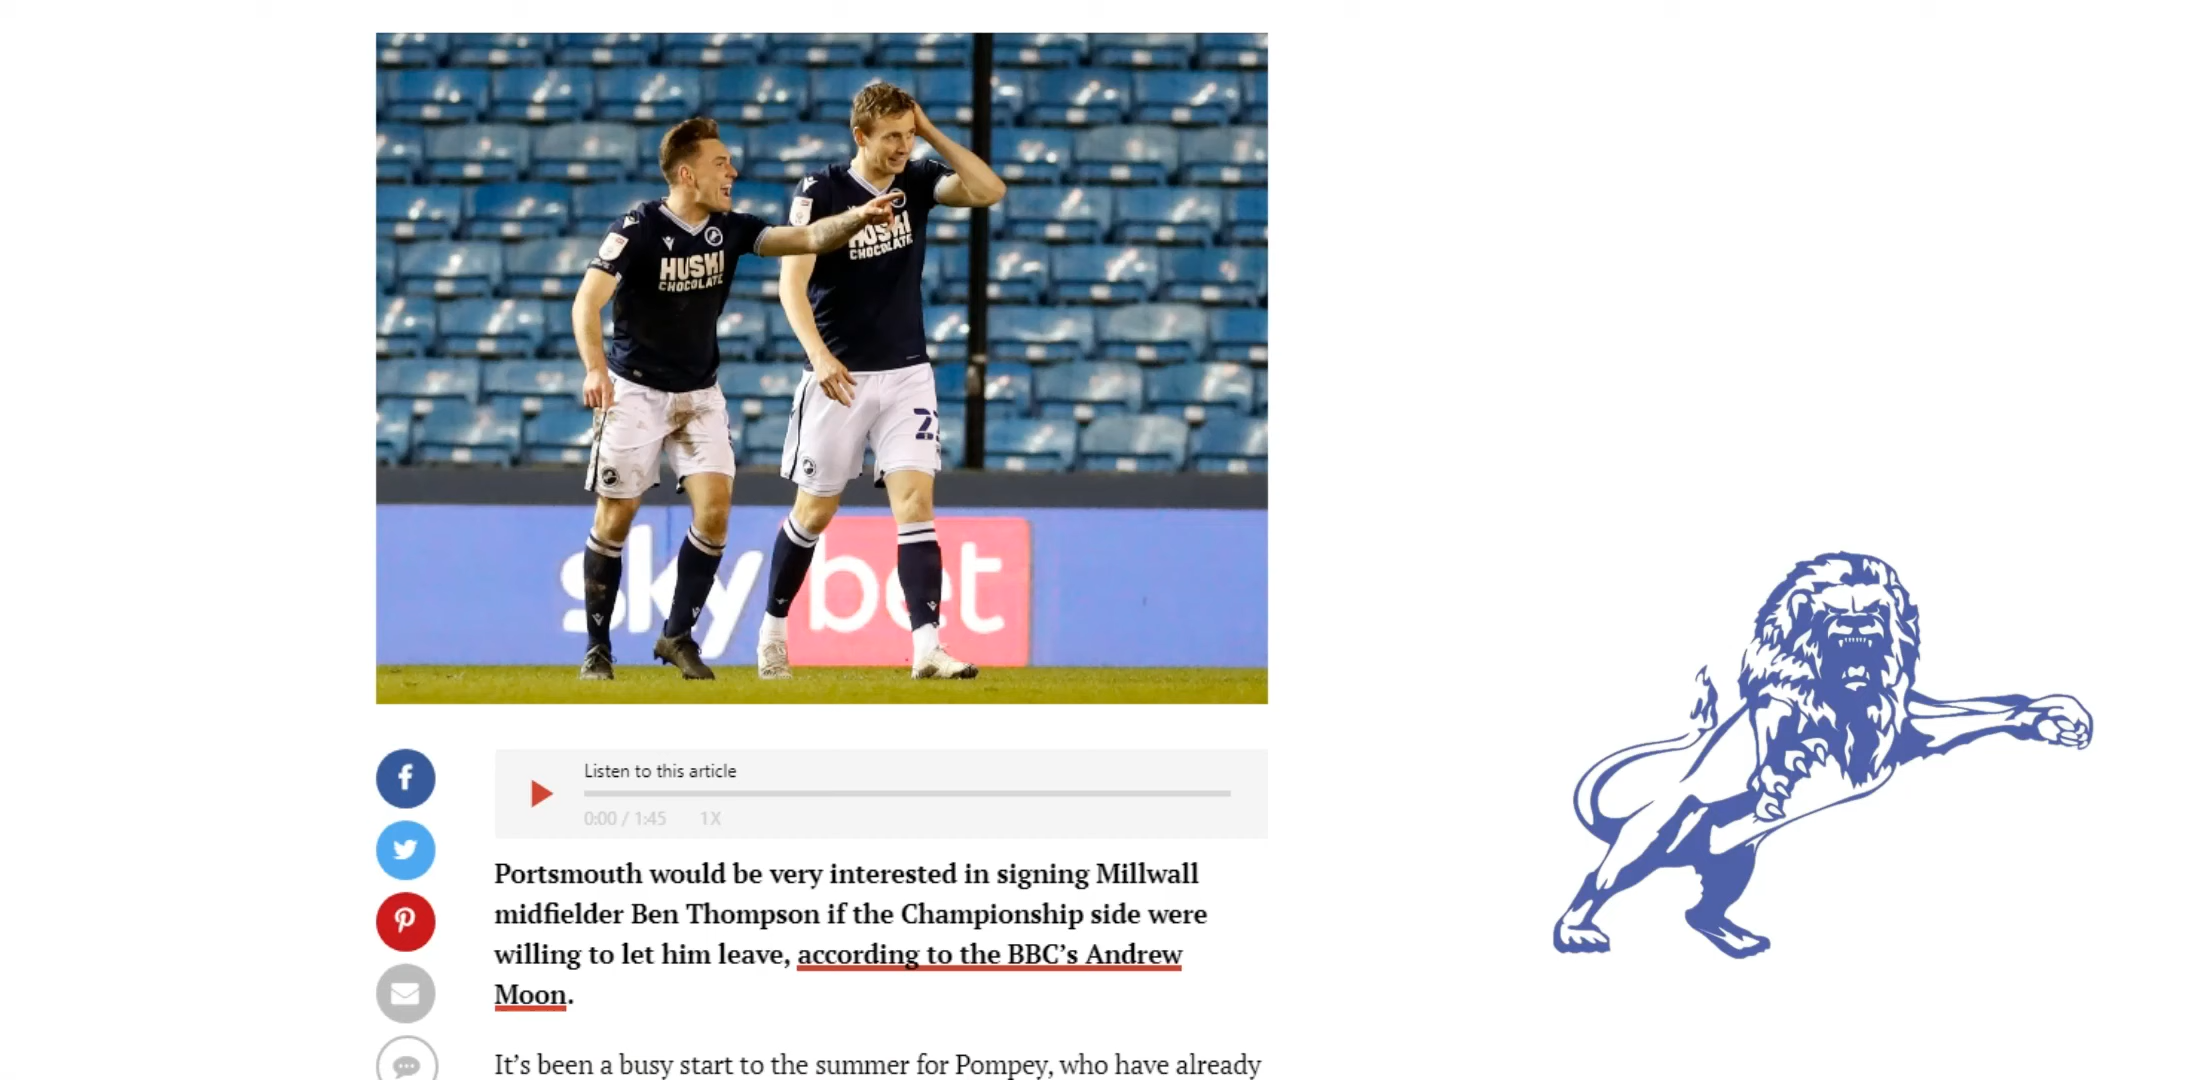 HUSKI
CHOCOLATE
HUSKI
CHOCOLATE
22
sky bet
f
Listen to this article
0:00 / 1:45 1X
Portsmouth would be very interested in signing Millwall
midfielder Ben Thompson if the Championship side were
willing to let him leave, according to the BBC’s Andrew
Moon.
It’s been a busy start to the summer for Pompey, who have already